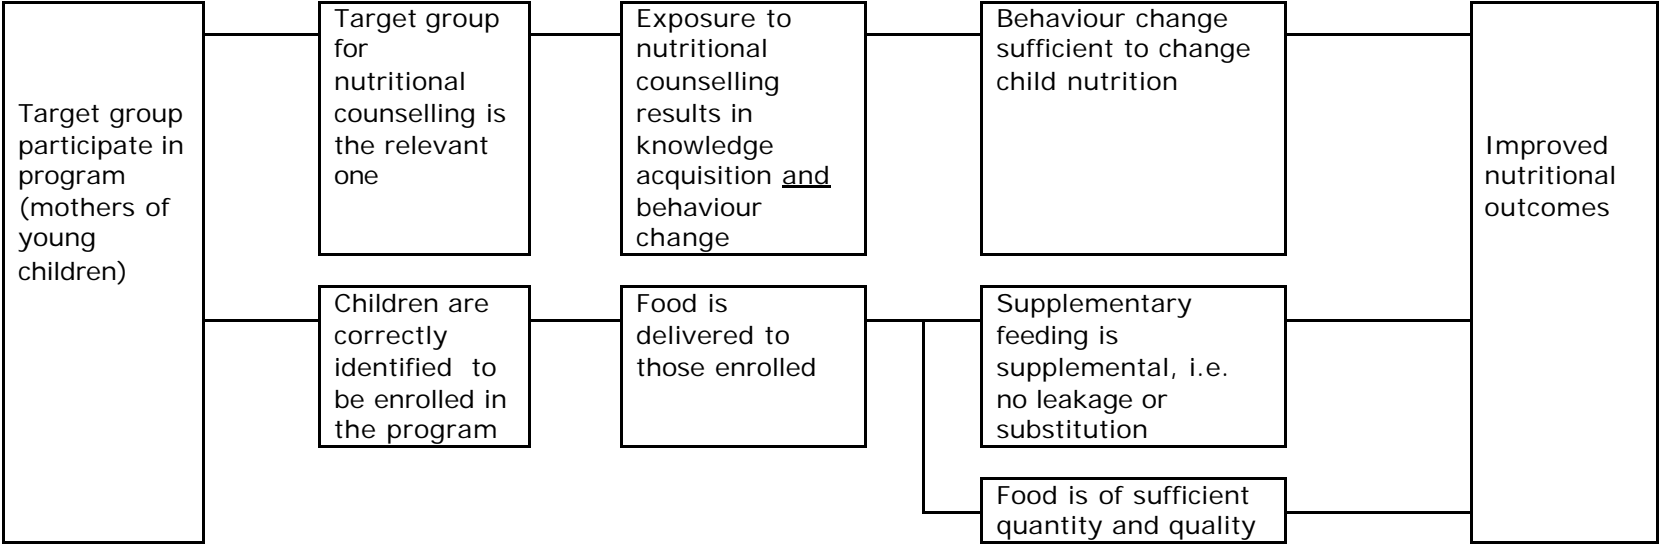 Target group
participate in
program
(mothers of
young
children)
Target group
for
nutritional
counselling is
the relevant
one
Exposure to
nutritional
counselling
results in
knowledge
acquisition and
behaviour
change
Behaviour change
sufficient to change
child nutrition
Children are
correctly
identified to
be enrolled in
the program
Food is
delivered to
those enrolled
Supplementary
feeding is
supplemental, i.e.
no leakage or
substitution
Food is of sufficient
quantity and quality
Improved
nutritional
outcomes